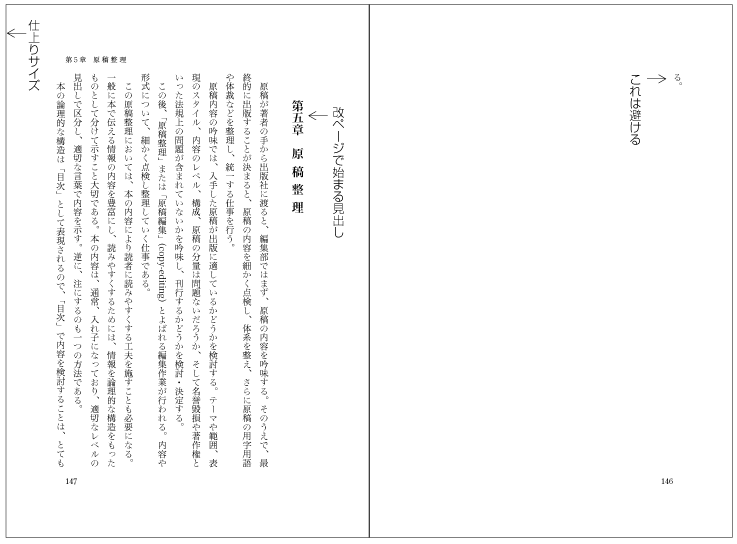 る。
これは避ける
146
改ページで始まる見出し
第五章　原稿整理
原稿が著者の手から出版社に渡ると、編集部ではまず、原稿の内容を吟味する。そのうえで、最
終的に出版することが決まると、原稿の内容を細かく点検し、体系を整え、さらに原稿の用字用語
や体裁などを整理し、統一する仕事を行う。
原稿内容の吟味では、入手した原稿が出版に適しているかどうかを検討する。テーマや範囲、表
現のスタイル、内容のレベル、構成、原稿の分量は問題ないだろうか、そして名誉毀損や著作権と
いった法規上の問題が含まれていないかを吟味し、刊行するかどうかを検討・決定する。
この後、「原稿整理」または「原稿編集」(copy-editing)とよばれる編集作業が行われる。内容や
形式について、細かく点検し整理していく仕事である。
この原稿整理においては、本の内容により読者に読みやすくする工夫を施すことも必要になる。
一般に本で伝える情報の内容を豊富にし、読みやすくするためには、情報を論理的な構造をもった
ものとして分けて示すこと大切である。本の内容は、通常、入れ子になっており、適切なレベルの
見出しで区分し、適切な言葉で内容を示す。逆に、注にするのも一つの方法である。
本の論理的な構造は「目次」として表現されるので、「目次」で内容を検討することは、とても
第5章　原稿整理
147
仕上りサイズ